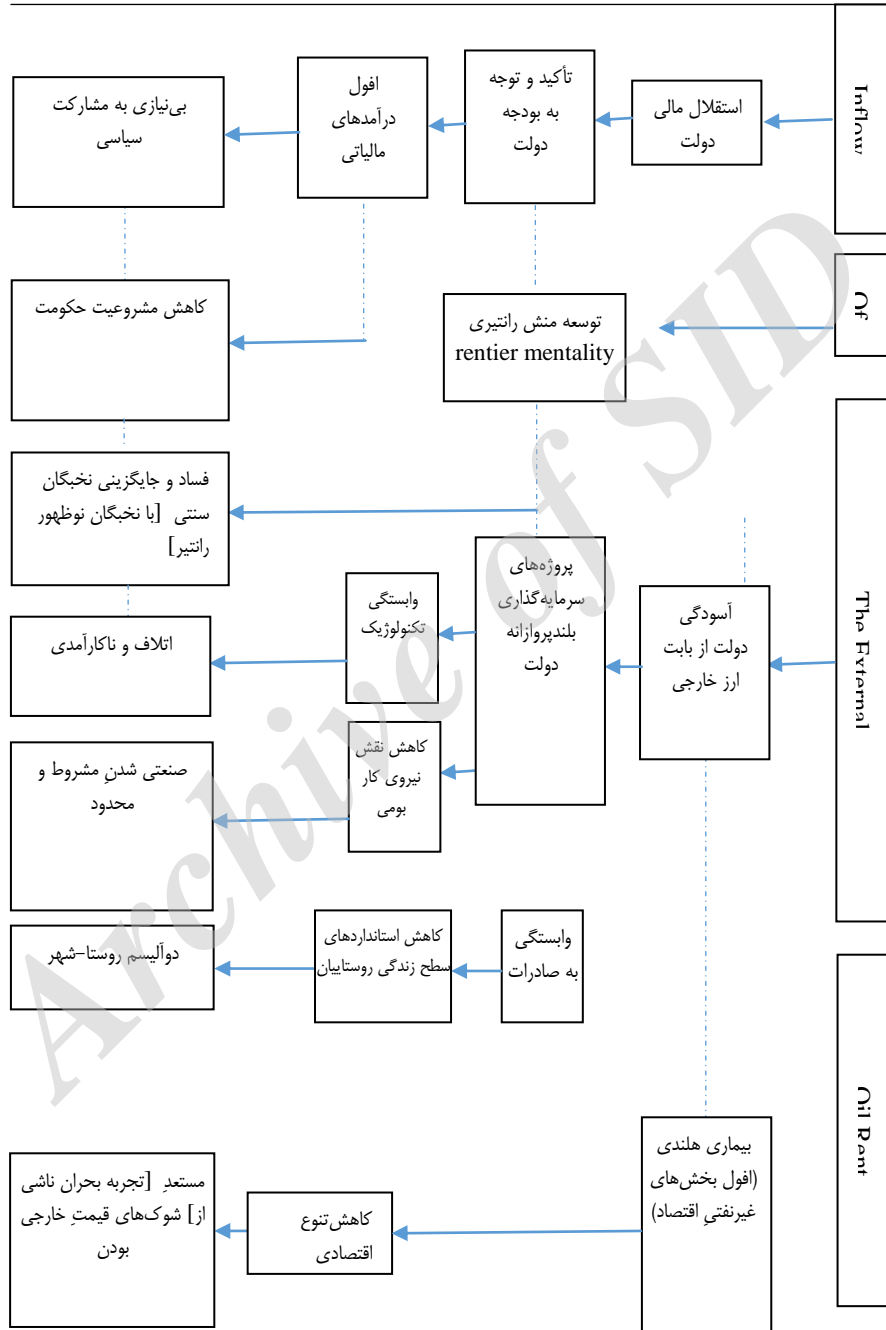 Inflow
استقلال مالی
دولت
تأکید و توجه
به بودجه
دولت
افول
درآمدهای
مالیاتی
بی‌نیازی به مشارکت
سیاسی
Of
توسعه منش رانتیری
rentier mentality
کاهش مشروعیت حکومت
The External
فساد و جایگزینی نخبگان
سنتی [با نخبگان نوظهور
رانتیر]
آسودگی
دولت از بابت
ارز خارجی
پروژه‌های
سرمایه‌گذاری
بلندپروازانه
دولت
وابستگی
تکنولوژیک
اتلاف و ناکارآمدی
کاهش نقش
نیروی کار
بومی
صنعتی شدنِ مشروط و
محدود
وابستگی
به صادرات
کاهش استانداردهای
سطح زندگی روستاییان
دوآلیسم روستا–شهر
Oil Rent
بیماری هلندی
(افول بخش‌های
غیرنفتیِ اقتصاد)
کاهش تنوع
اقتصادی
مستعدِ [تجربه بحران ناشی
از] شوک‌های قیمتِ خارجی
بودن
Archive of SID